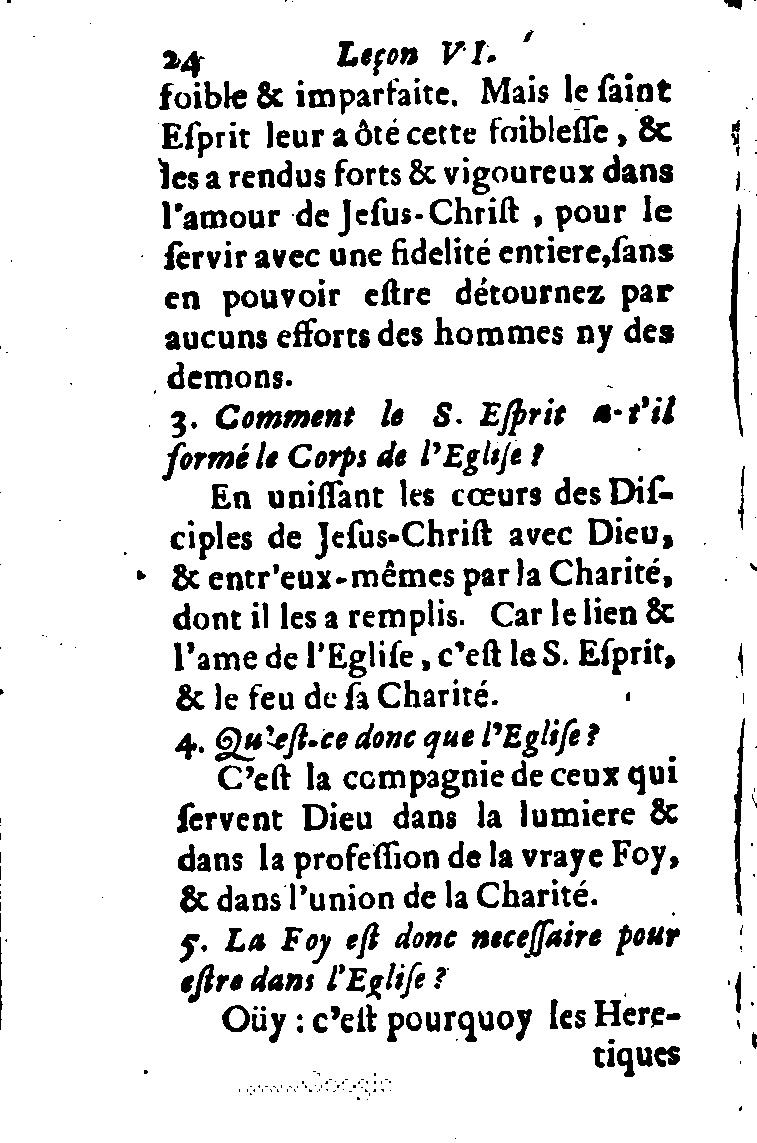 24 Leçon VI.
foible & imparfaite. Mais le ſaint
Eſprit leur a ôté cette foibleſſe, &
les a rendus forts & vigoureux dans
l'amour de Jeſus-Chriſt, pour le
ſervir avec une fidelité entiere, ſans
en pouvoir eſtre détournez par
aucuns efforts des hommes ny des
demons.
3. Comment le S. Eſprit a-t'il
formé le Corps de l'Egliſe?
En uniſſant les cœurs des Diſ-
ciples de Jeſus-Chriſt avec Dieu,
& entr'eux-mêmes par la Charité,
dont il les a remplis. Car le lien &
l'ame de l'Egliſe, c'eſt le S. Eſprit,
& le feu de ſa Charité.
4. Qu'eſt-ce donc que l'Egliſe?
C'eſt la compagnie de ceux qui
ſervent Dieu dans la lumiere &
dans la profeſſion de la vraye Foy,
& dans l'union de la Charité.
5. La Foy eſt donc neceſſaire pour
eſtre dans l'Egliſe?
Oüy : c'eſt pourquoy les Here-
tiques